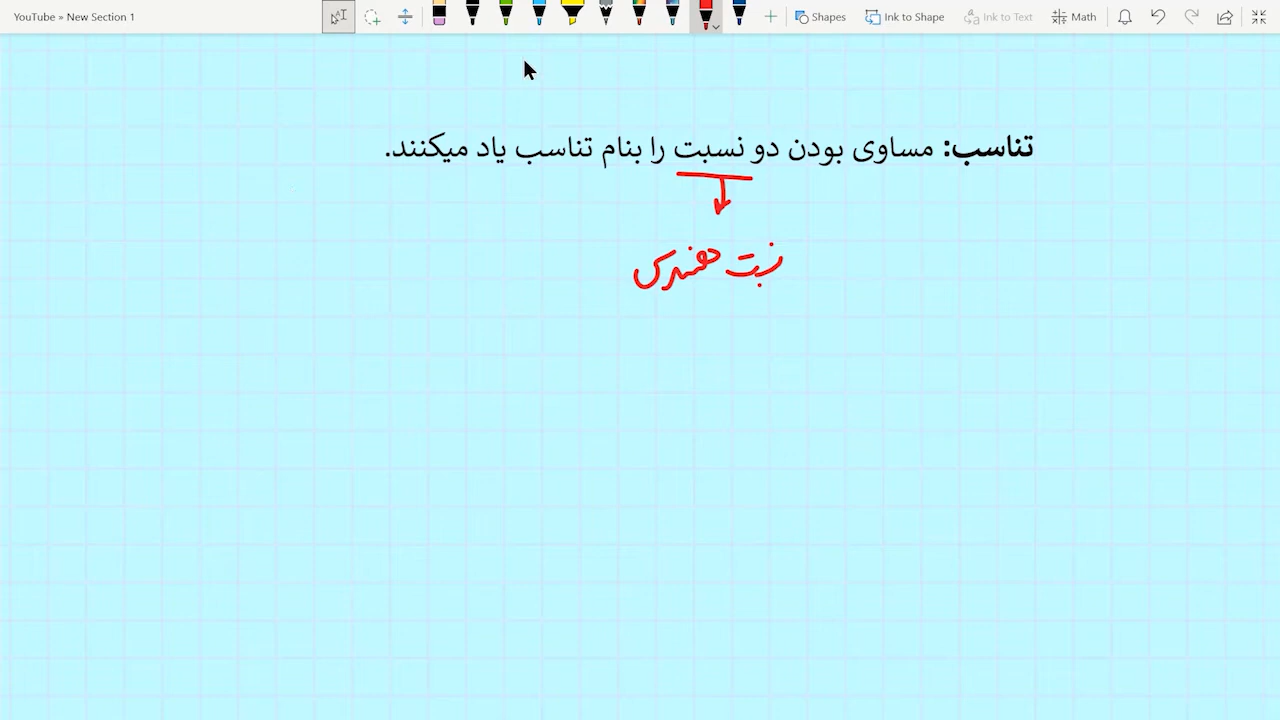 YouTube » New Section 1
Shapes
Ink to Shape
Ink to Text
Math
تناسب: مساوی بودن دو نسبت را بنام تناسب یاد میکنند.
نسبت هندسی